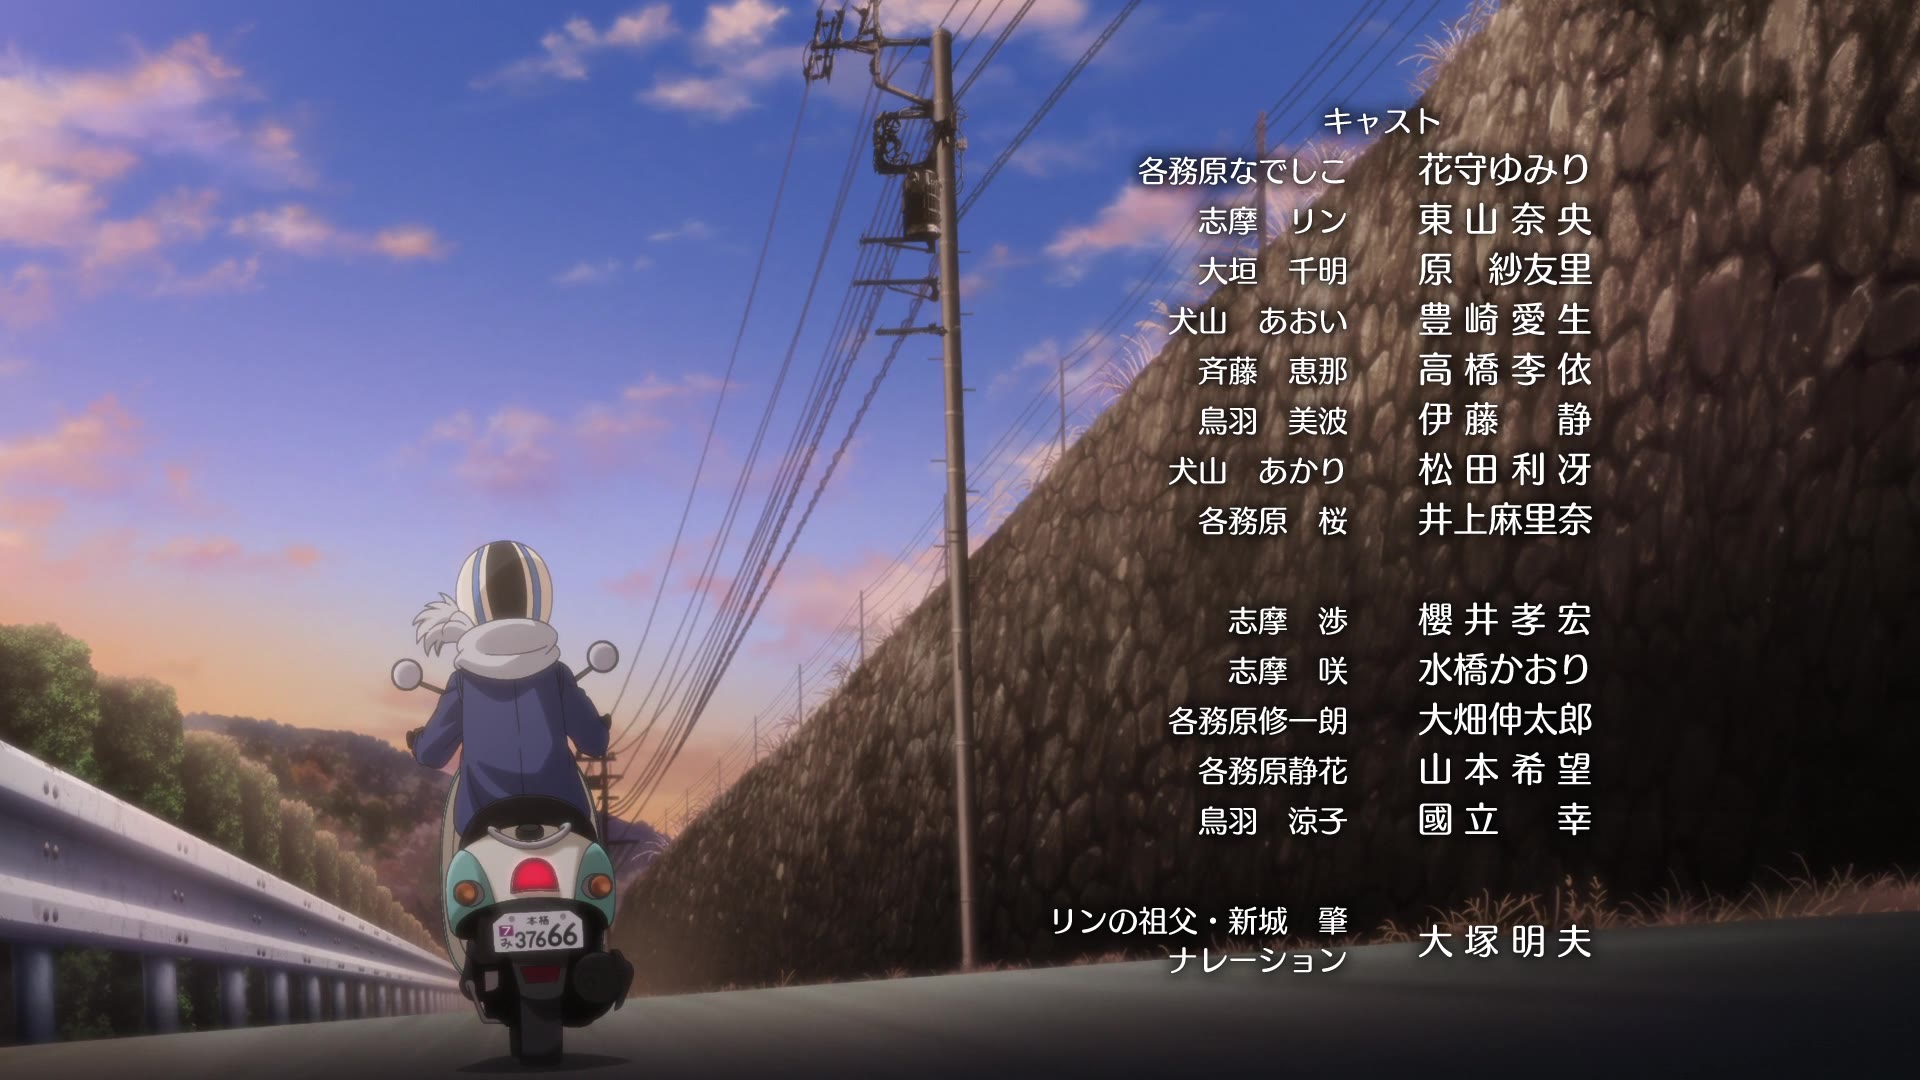 キャスト
各務原なでしこ 花守ゆみり
志摩 リン 東山奈央
大垣 千明 原 紗友里
犬山 あおい 豊崎愛生
斉藤 恵那 高橋李依
鳥羽 美波 伊藤 静
犬山 あかり 松田利冴
各務原 桜 井上麻里奈
志摩 渉 櫻井孝宏
志摩 咲 水橋かおり
各務原修一朗 大畑伸太郎
各務原静花 山本希望
鳥羽 涼子 國立 幸
リンの祖父・新城 肇
ナレーション
大塚明夫
本栖
ア
み 37666